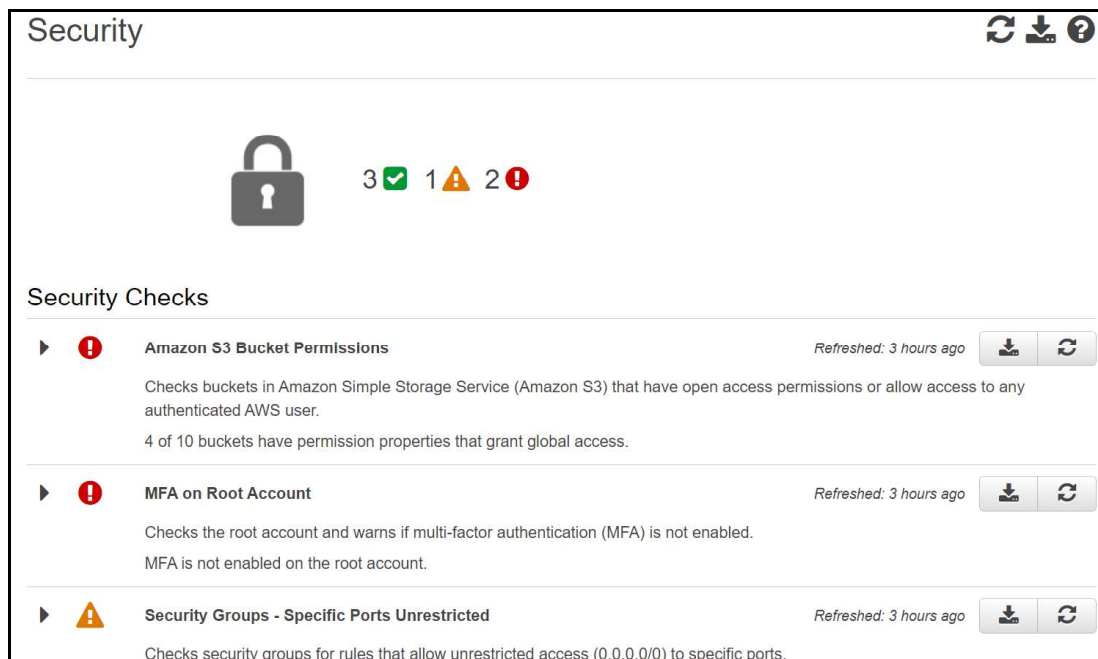 Security
3 1 2
Security Checks
Amazon S3 Bucket Permissions
Refreshed: 3 hours ago
Checks buckets in Amazon Simple Storage Service (Amazon S3) that have open access permissions or allow access to any
authenticated AWS user.
4 of 10 buckets have permission properties that grant global access.
MFA on Root Account
Refreshed: 3 hours ago
Checks the root account and warns if multi-factor authentication (MFA) is not enabled.
MFA is not enabled on the root account.
Security Groups - Specific Ports Unrestricted
Refreshed: 3 hours ago
Checks security groups for rules that allow unrestricted access (0.0.0.0/0) to specific ports.